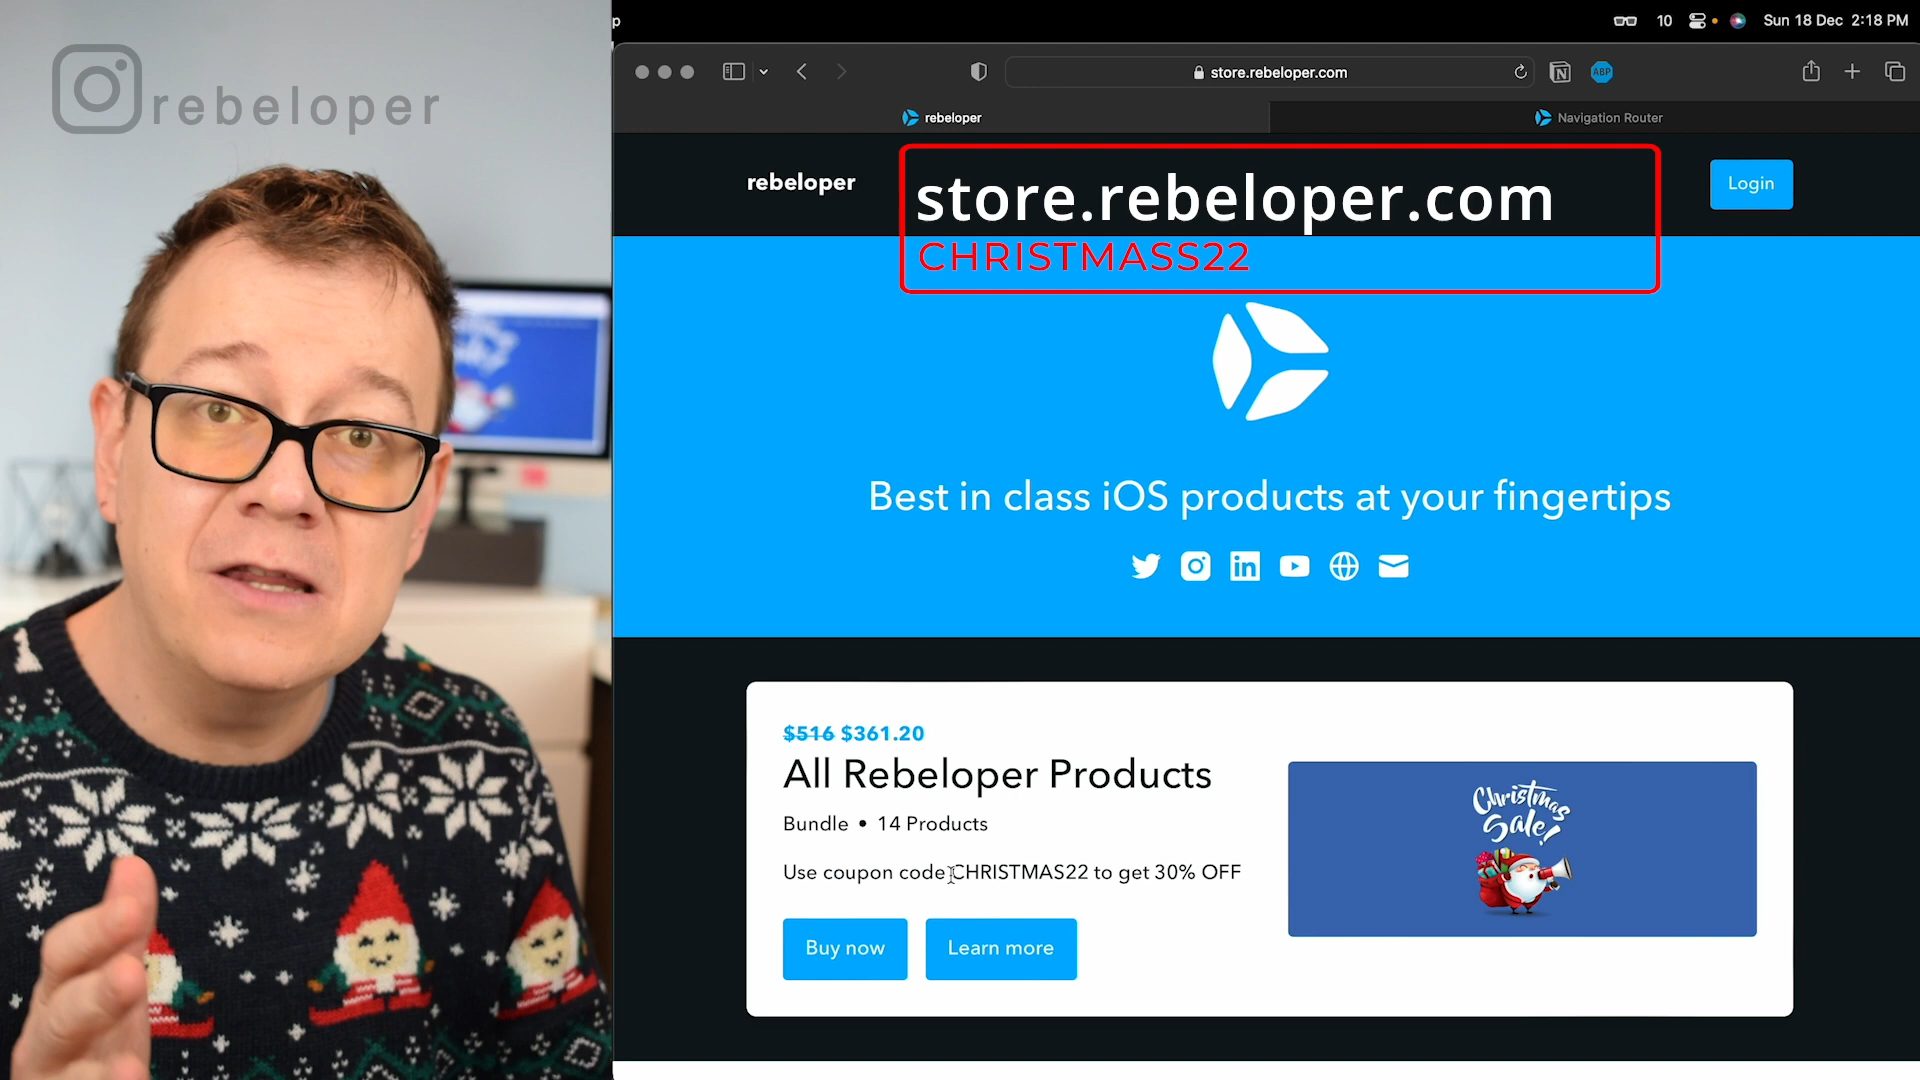 rebeloper
p
10
Sun 18 Dec 2:18 PM
store.rebeloper.com
ABP
rebeloper
Navigation Router
rebeloper
store.rebeloper.com
CHRISTMASS22
Login
Best in class iOS products at your fingertips
$516 $361.20
All Rebeloper Products
Bundle • 14 Products
Use coupon code CHRISTMAS22 to get 30% OFF
Christmas
Sale!
Buy now
Learn more